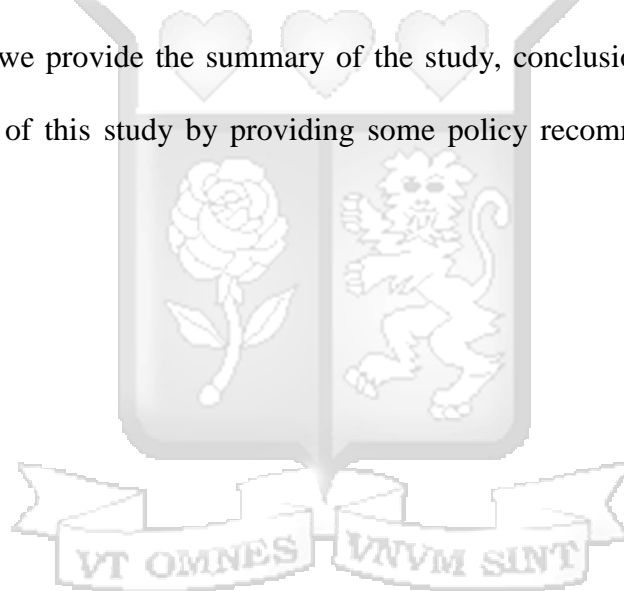 we provide the summary of the study, conclusio
of this study by providing some policy recomm
VT OMNES VNVM SINT